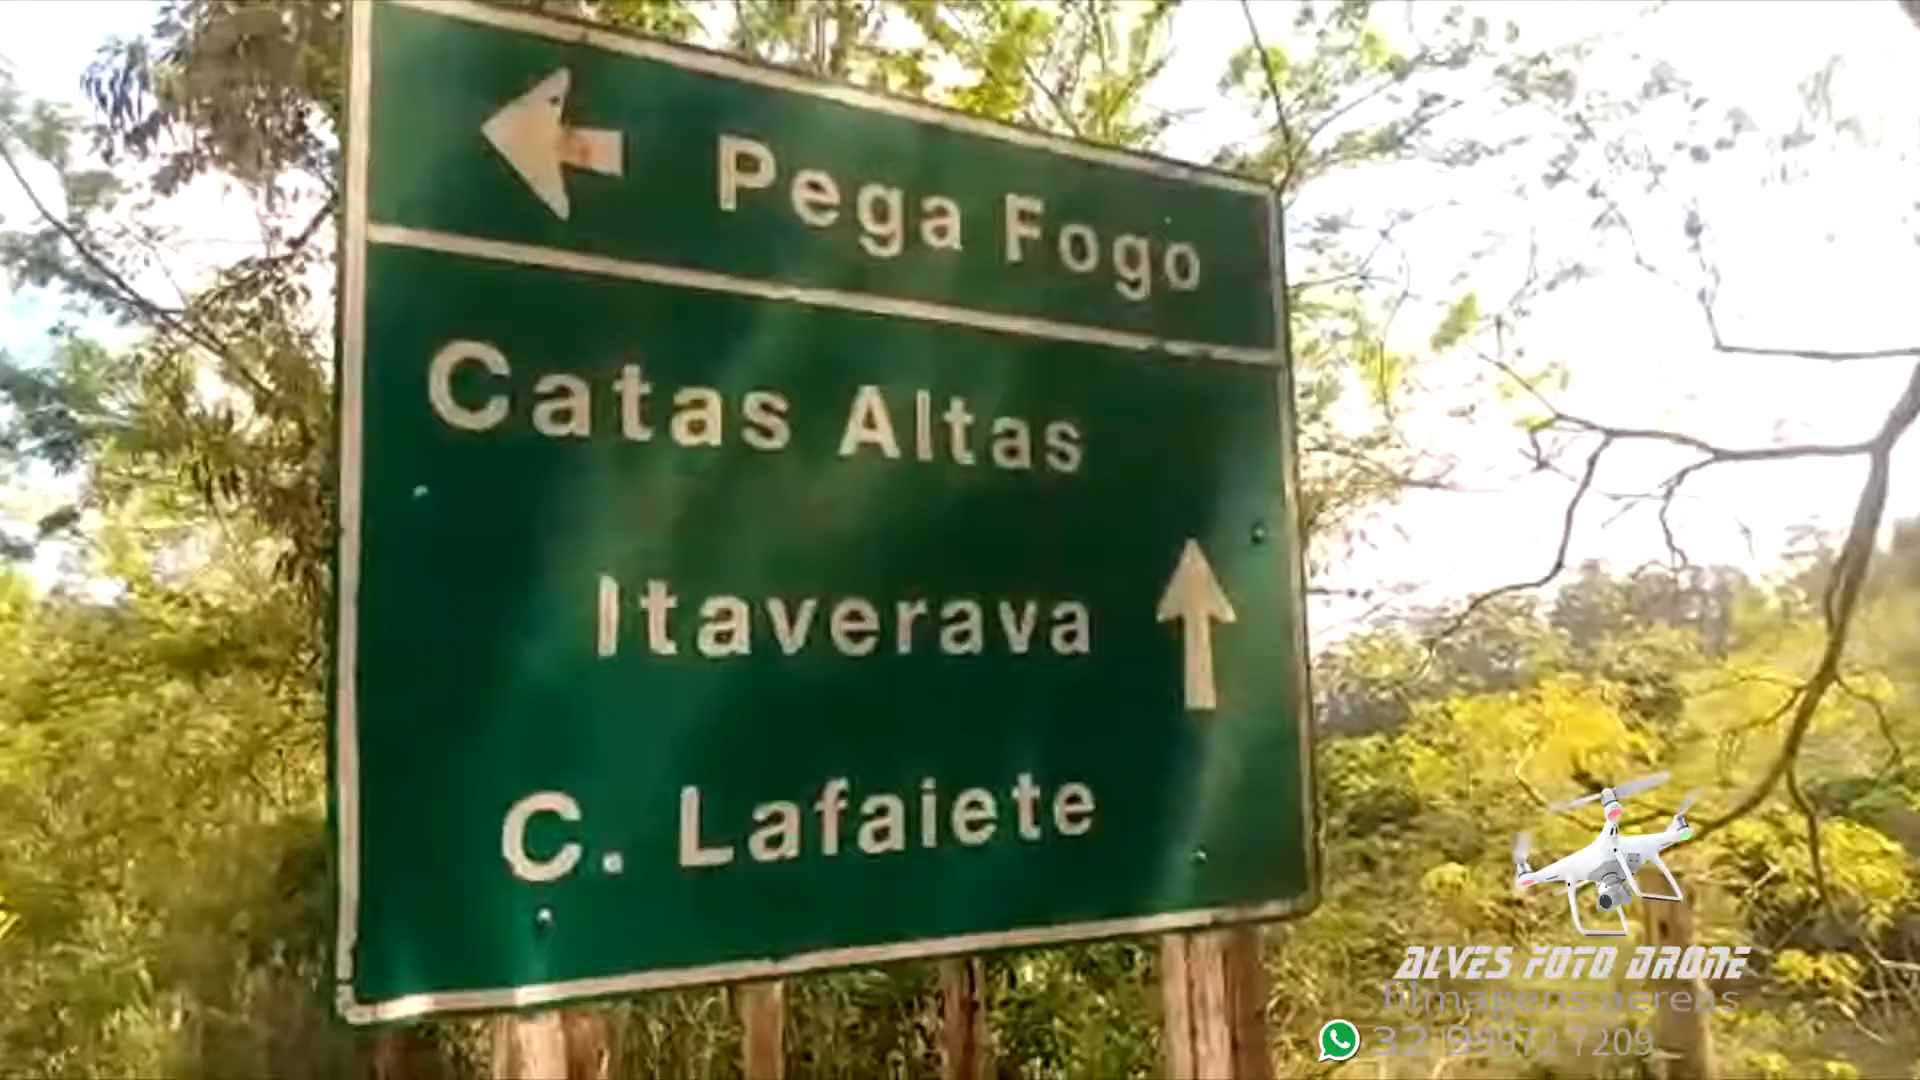 Pega Fogo
Catas Altas
Itaverava
C. Lafaiete
ALVES FOTO DRONE
filmagens aereas
32 99972 7209